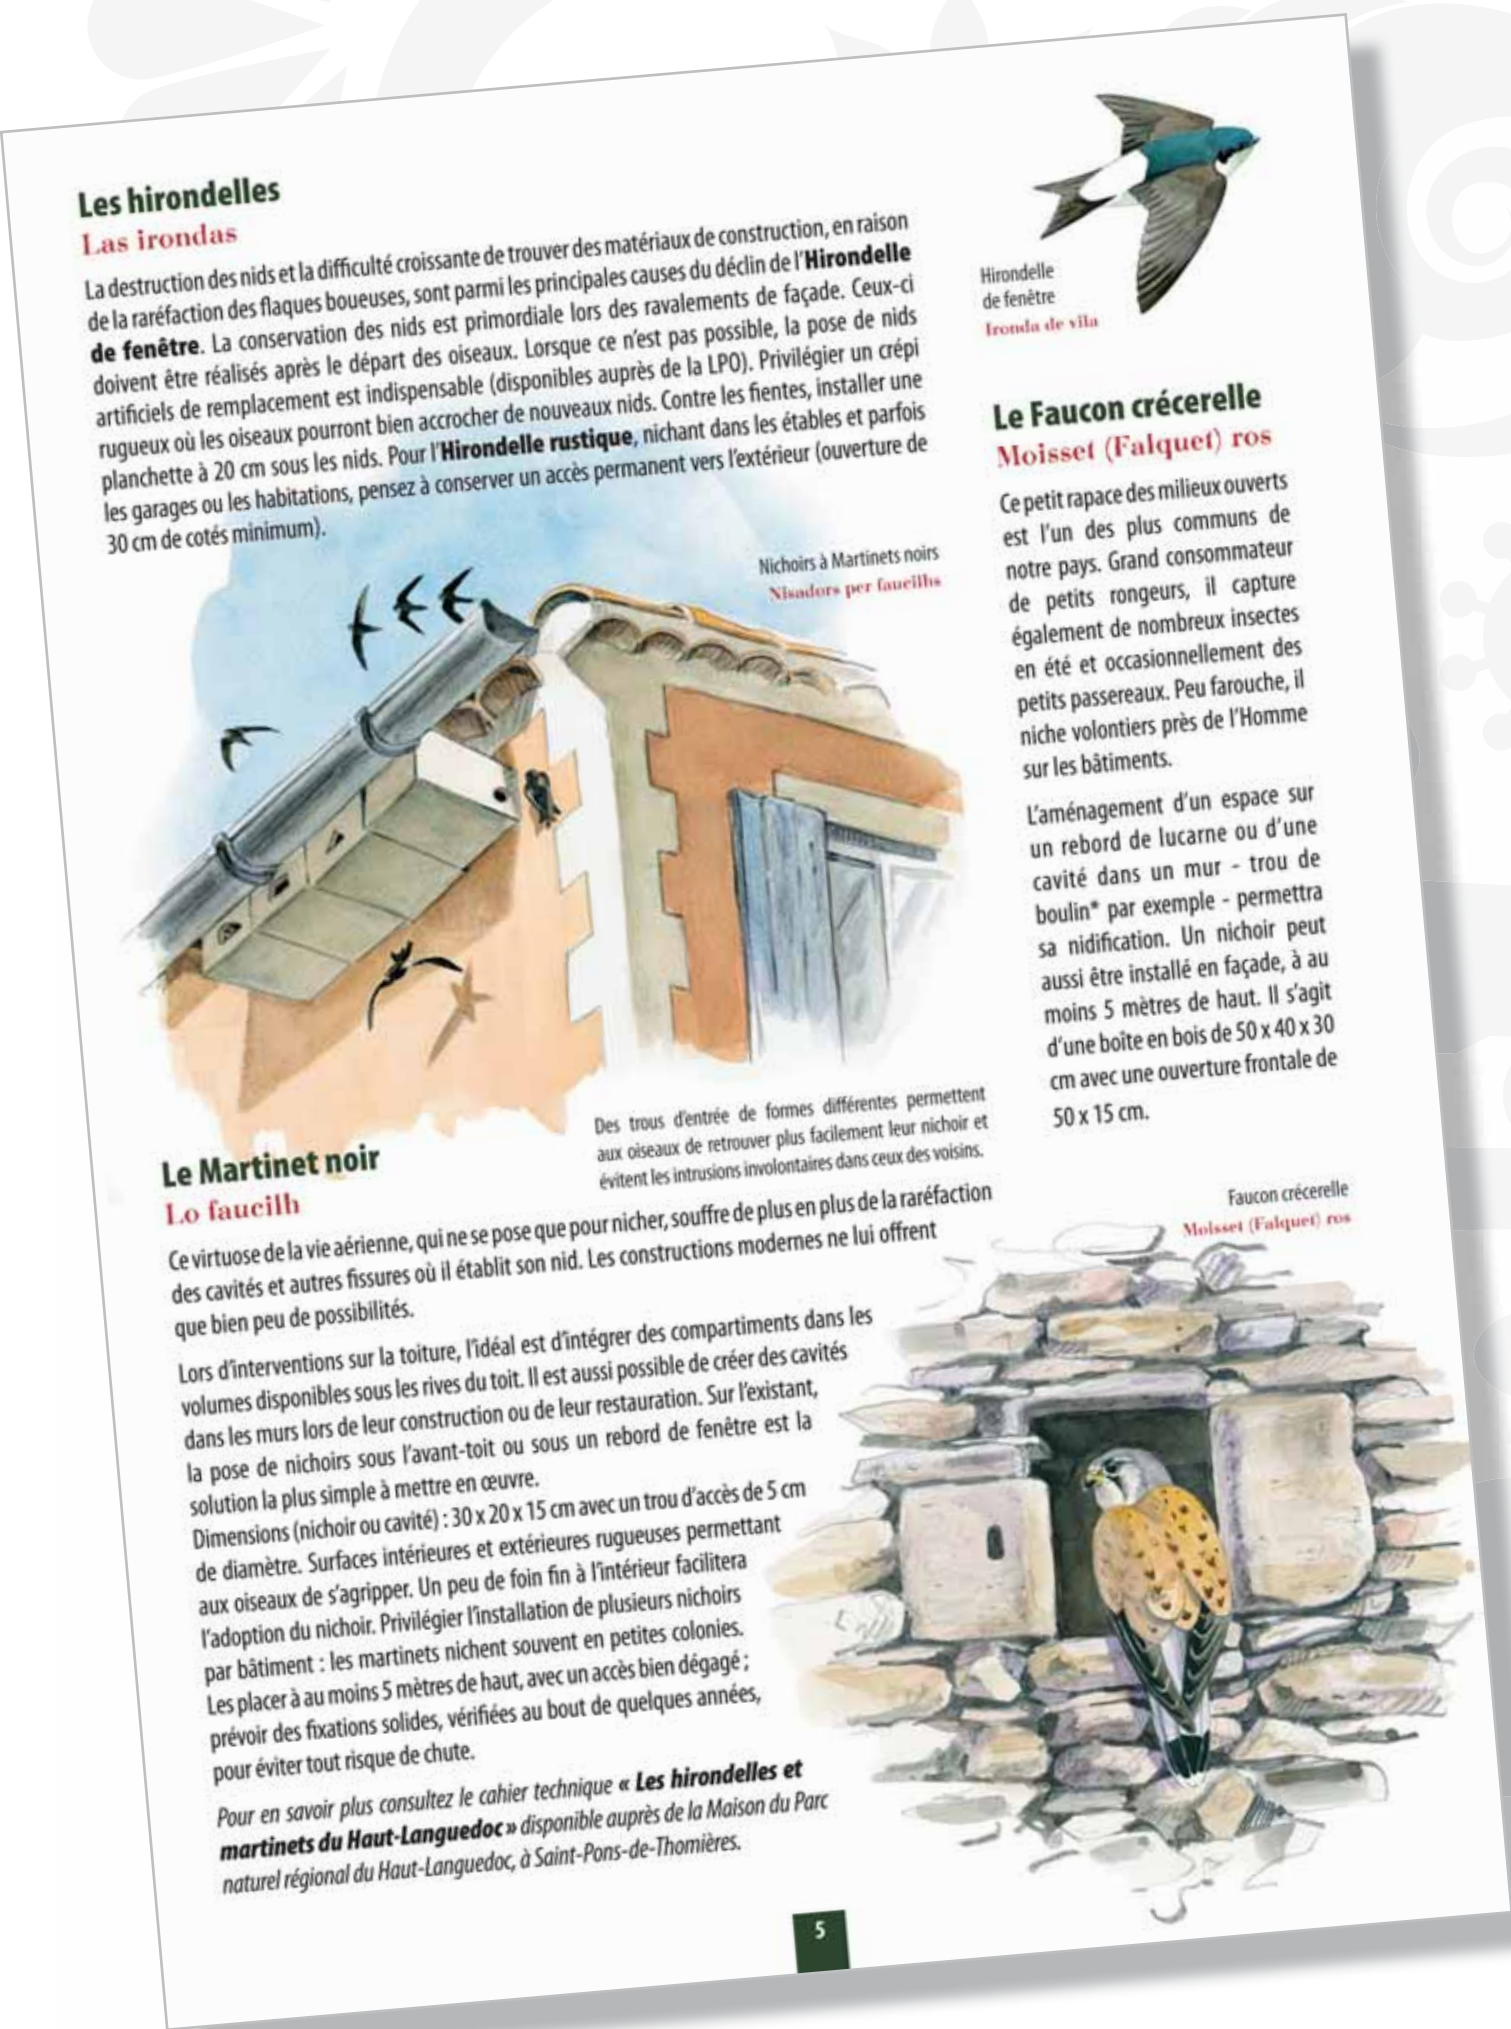 Les hirondelles
Las irondas
La destruction des nids et la difficulté croissante de trouver des matériaux de construction, en raison
de la raréfaction des flaques boueuses, sont parmi les principales causes du déclin de l'Hirondelle
de fenêtre. La conservation des nids est primordiale lors des ravalements de façade. Ceux-ci
doivent être réalisés après le départ des oiseaux. Lorsque ce n'est pas possible, la pose de nids
artificiels de remplacement est indispensable (disponibles auprès de la LPO). Privilégier un crépi
rugueux où les oiseaux pourront bien accrocher de nouveaux nids. Contre les fientes, installer une
planchette à 20 cm sous les nids. Pour l'Hirondelle rustique, nichant dans les étables et parfois
les garages ou les habitations, pensez à conserver un accès permanent vers l'extérieur (ouverture de
30 cm de cotés minimum).
Nichoirs à Martinets noirs
Nisadors per faucilhs
Des trous d'entrée de formes différentes permettent
aux oiseaux de retrouver plus facilement leur nichoir et
évitent les intrusions involontaires dans ceux des voisins.
Le Martinet noir
Lo faucilh
Ce virtuose de la vie aérienne, qui ne se pose que pour nicher, souffre de plus en plus de la raréfaction
des cavités et autres fissures où il établit son nid. Les constructions modernes ne lui offrent
que bien peu de possibilités.
Lors d'interventions sur la toiture, l'idéal est d'intégrer des compartiments dans les
volumes disponibles sous les rives du toit. Il est aussi possible de créer des cavités
dans les murs lors de leur construction ou de leur restauration. Sur l'existant,
la pose de nichoirs sous l'avant-toit ou sous un rebord de fenêtre est la
solution la plus simple à mettre en œuvre.
Dimensions (nichoir ou cavité) : 30 x 20 x 15 cm avec un trou d'accès de 5 cm
de diamètre. Surfaces intérieures et extérieures rugueuses permettant
aux oiseaux de s'agripper. Un peu de foin fin à l'intérieur facilitera
l'adoption du nichoir. Privilégier l'installation de plusieurs nichoirs
par bâtiment : les martinets nichent souvent en petites colonies.
Les placer à au moins 5 mètres de haut, avec un accès bien dégagé ;
prévoir des fixations solides, vérifiées au bout de quelques années,
pour éviter tout risque de chute.
Pour en savoir plus consultez le cahier technique « Les hirondelles et
martinets du Haut-Languedoc » disponible auprès de la Maison du Parc
naturel régional du Haut-Languedoc, à Saint-Pons-de-Thomières.
Hirondelle
de fenêtre
Ironda de vila
Le Faucon crécerelle
Moisset (Falquet) ros
Ce petit rapace des milieux ouverts
est l'un des plus communs de
notre pays. Grand consommateur
de petits rongeurs, il capture
également de nombreux insectes
en été et occasionnellement des
petits passereaux. Peu farouche, il
niche volontiers près de l'Homme
sur les bâtiments.
L'aménagement d'un espace sur
un rebord de lucarne ou d'une
cavité dans un mur - trou de
boulin* par exemple - permettra
sa nidification. Un nichoir peut
aussi être installé en façade, à au
moins 5 mètres de haut. Il s'agit
d'une boîte en bois de 50 x 40 x 30
cm avec une ouverture frontale de
50 x 15 cm.
Faucon crécerelle
Moisset (Falquet) ros
5